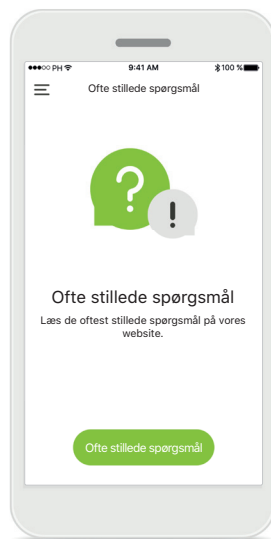 ●●●○○ PH 9:41 AM 100 %
Ofte stillede spørgsmål
?
!
Ofte stillede spørgsmål
Læs de oftest stillede spørgsmål på vores
website.
Ofte stillede spørgsmål